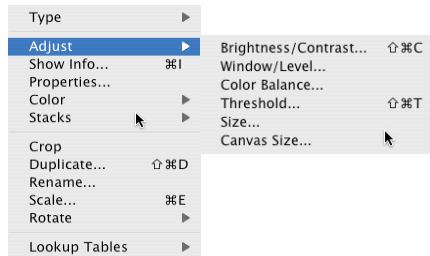 Type
Adjust
Show Info... ⌘I
Properties...
Color
Stacks
Crop
Duplicate... ⇧⌘D
Rename...
Scale... ⌘E
Rotate
Lookup Tables
Brightness/Contrast... ⇧⌘C
Window/Level...
Color Balance...
Threshold... ⇧⌘T
Size...
Canvas Size...